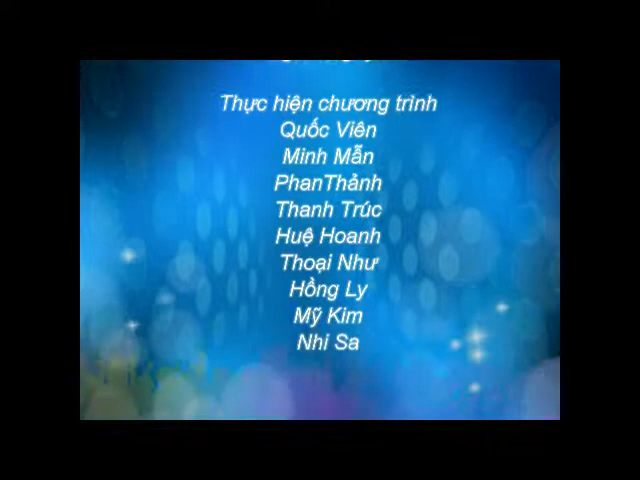 Thực hiện chương trình
Quốc Viên
Minh Mẫn
PhanThảnh
Thanh Trúc
Huệ Hoanh
Thoại Như
Hồng Ly
Mỹ Kim
Nhi Sa